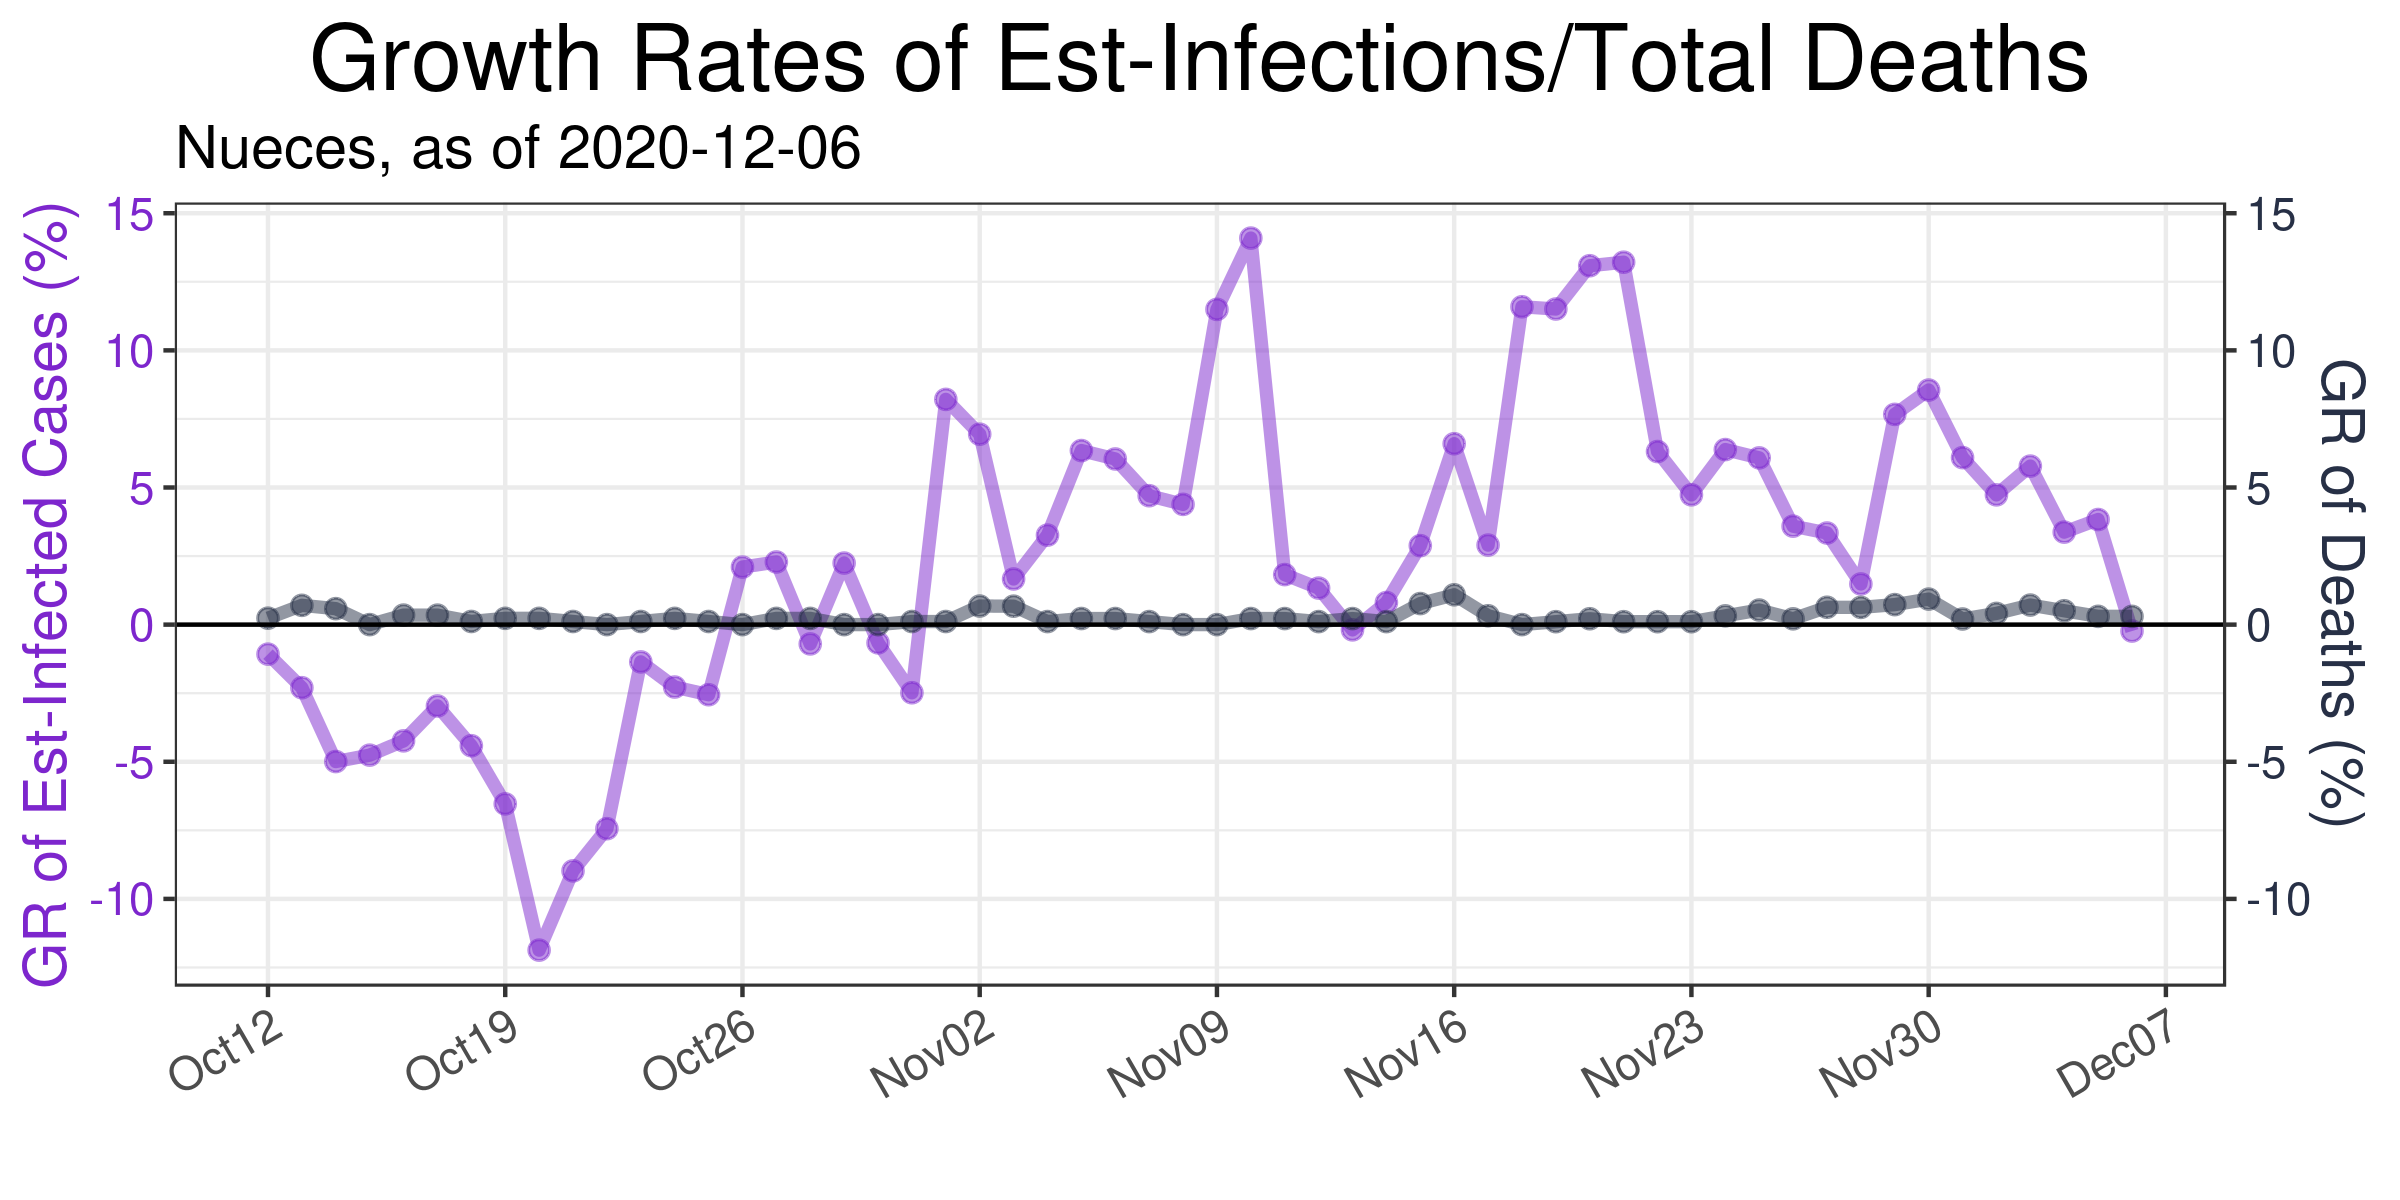 Growth Rates of Est-Infections/Total Deaths
Nueces, as of 2020-12-06
GR of Est-Infected Cases (%)
15
10
5
0
-5
-10
15
10
5
0
-5
-10
GR of Deaths (%)
Oct12
Oct19
Oct26
Nov02
Nov09
Nov16
Nov23
Nov30
Dec07